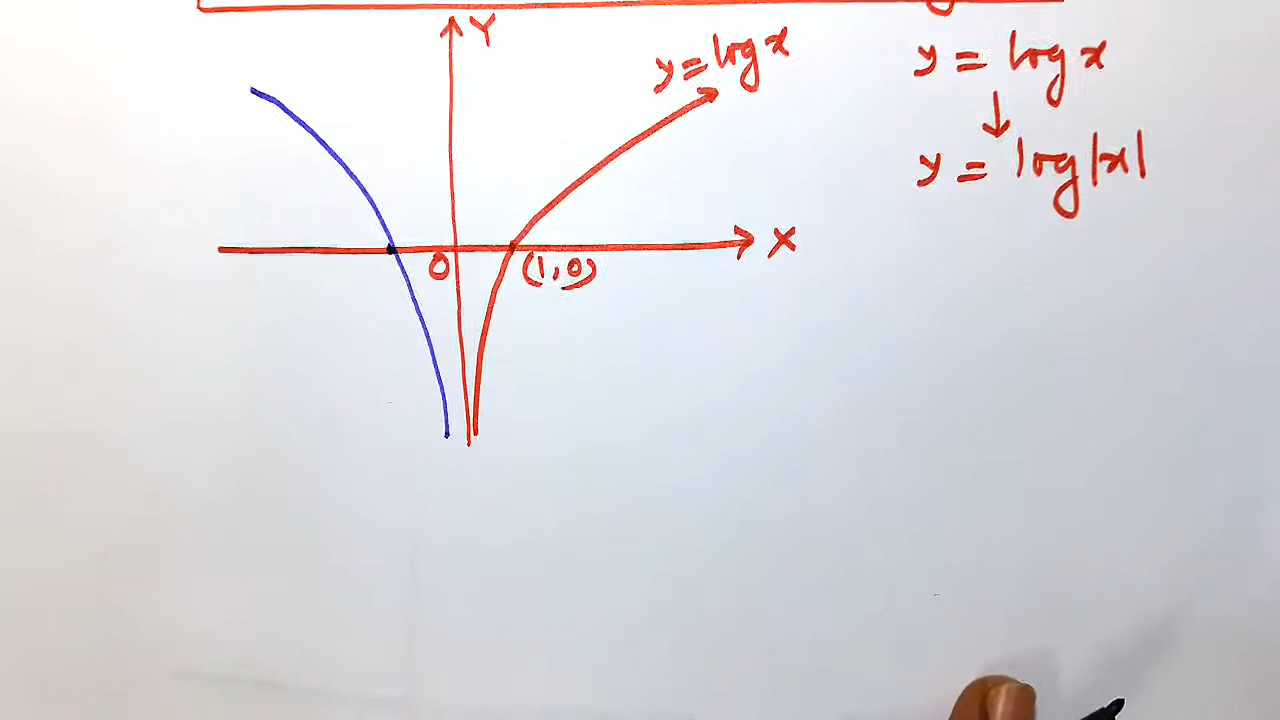 Y
y = log x
X
O
(1,0)
y = log x
↓
y = log|x|